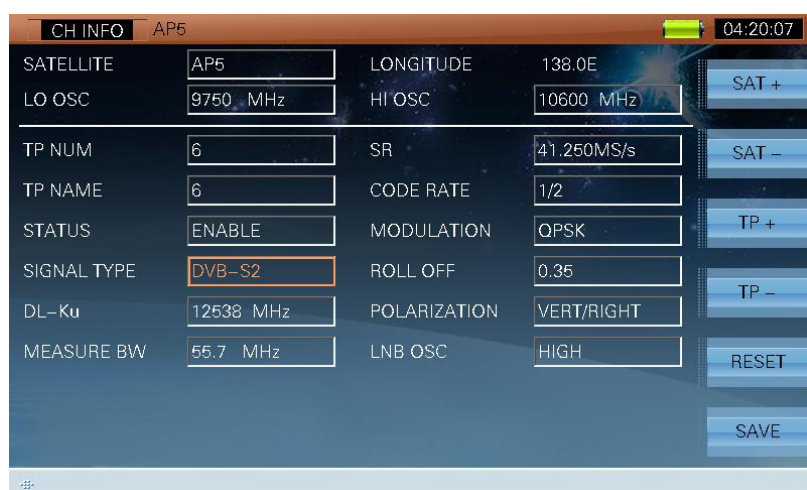 CH INFO AP5 04:20:07
SATELLITE AP5 LONGITUDE 138.0E
LO OSC 9750 MHz HI OSC 10600 MHz
TP NUM 6 SR 41.250MS/s
TP NAME 6 CODE RATE 1/2
STATUS ENABLE MODULATION QPSK
SIGNAL TYPE DVB-S2 ROLL OFF 0.35
DL-Ku 12538 MHz POLARIZATION VERT/RIGHT
MEASURE BW 55.7 MHz LNB OSC HIGH
SAT +
SAT -
TP +
TP -
RESET
SAVE